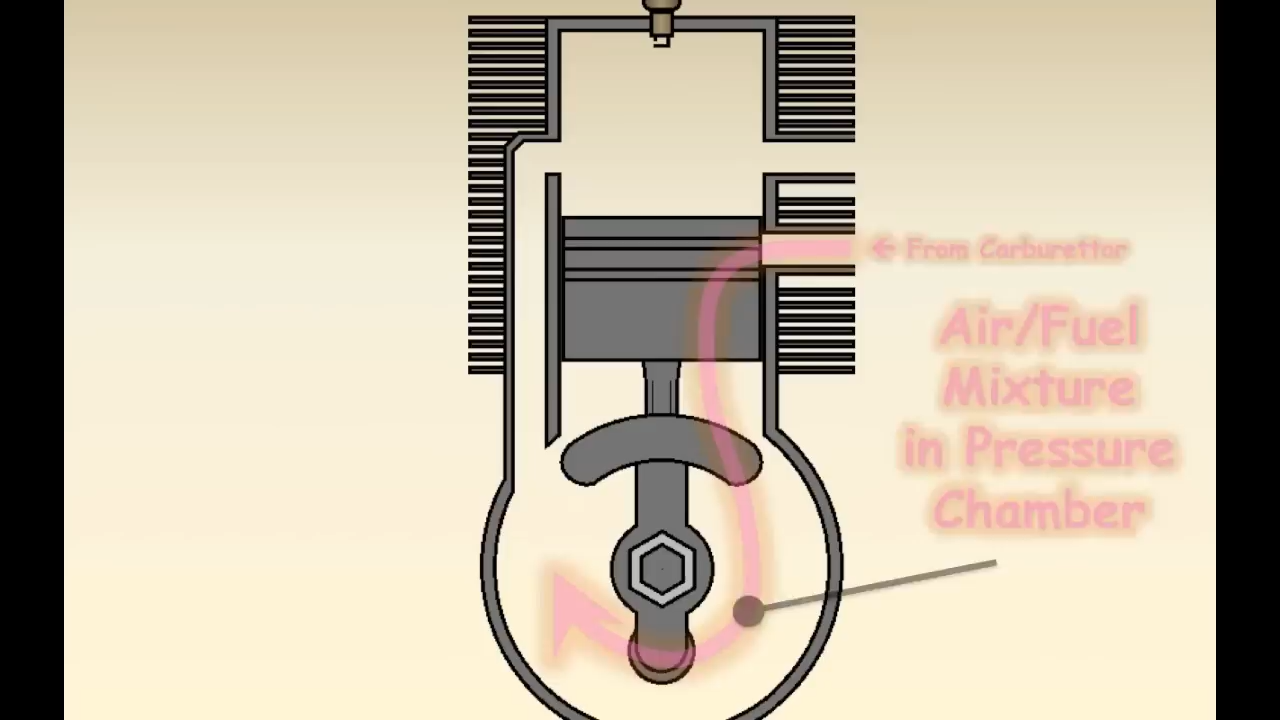 ← From Carburettor
Air/Fuel
Mixture
in Pressure
Chamber